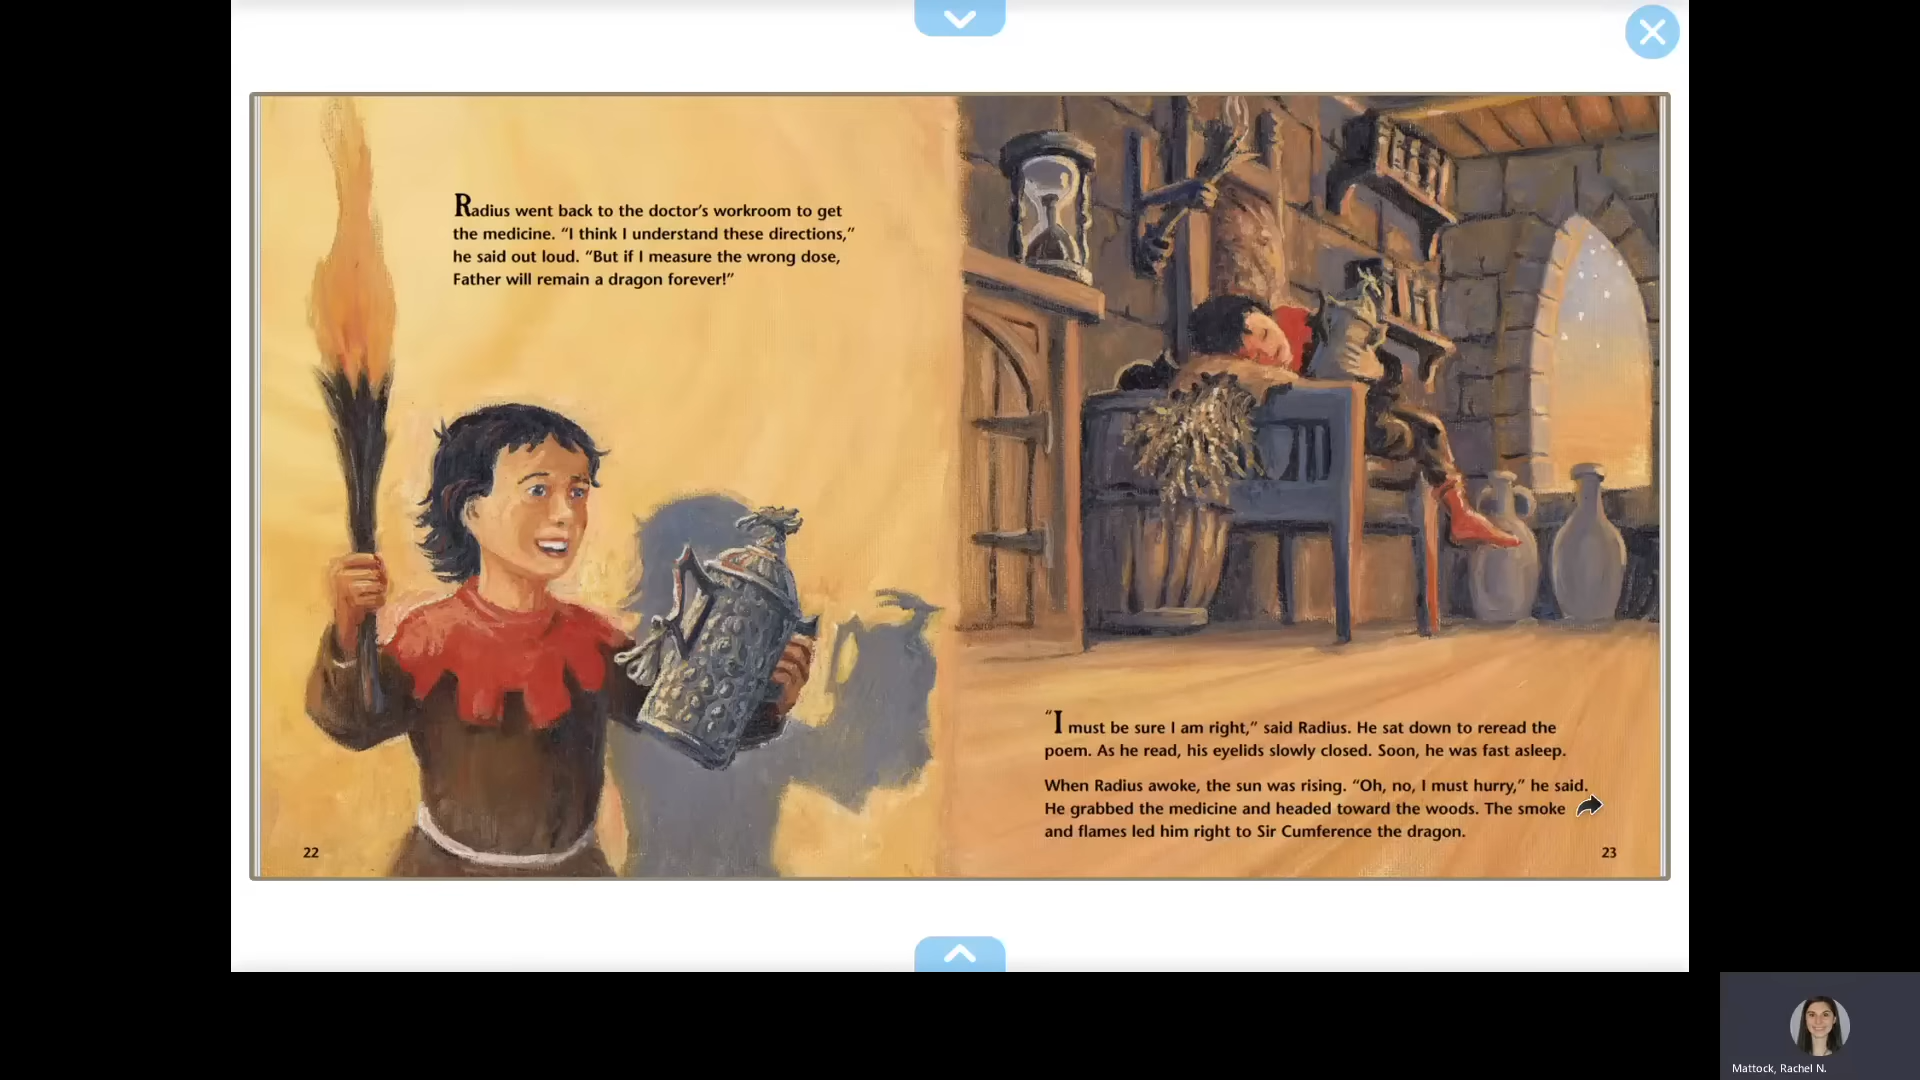 Radius went back to the doctor’s workroom to get
the medicine. “I think I understand these directions,”
he said out loud. “But if I measure the wrong dose,
Father will remain a dragon forever!”
22
“I must be sure I am right,” said Radius. He sat down to reread the
poem. As he read, his eyelids slowly closed. Soon, he was fast asleep.
When Radius awoke, the sun was rising. “Oh, no, I must hurry,” he said.
He grabbed the medicine and headed toward the woods. The smoke
and flames led him right to Sir Cumference the dragon.
23
Mattock, Rachel N.